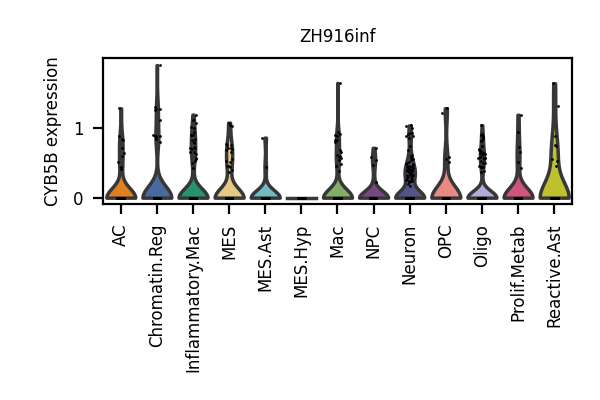 ZH916inf
CYB5B expression
1
0
AC
Chromatin.Reg
Inflammatory.Mac
MES
MES.Ast
MES.Hyp
Mac
NPC
Neuron
OPC
Oligo
Prolif.Metab
Reactive.Ast